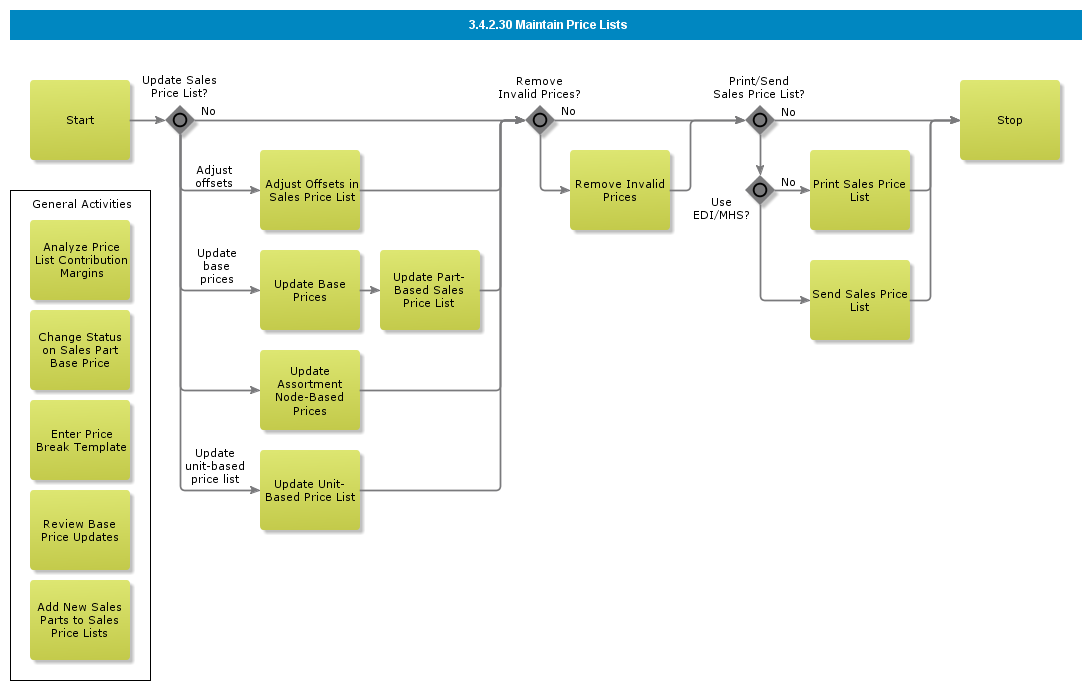 3.4.2.30 Maintain Price Lists
Start
Update Sales
Price List?
No
Remove
Invalid Prices?
No
Print/Send
Sales Price List?
No
Stop
Adjust
offsets
Adjust Offsets in
Sales Price List
Remove Invalid
Prices
Use
EDI/MHS?
No
Print Sales Price
List
Update
base
prices
Update Base
Prices
Update Part-
Based Sales
Price List
Send Sales Price
List
Update
Assortment
Node-Based
Prices
Update
unit-based
price list
Update Unit-
Based Price List
General Activities
Analyze Price
List Contribution
Margins
Change Status
on Sales Part
Base Price
Enter Price
Break Template
Review Base
Price Updates
Add New Sales
Parts to Sales
Price Lists